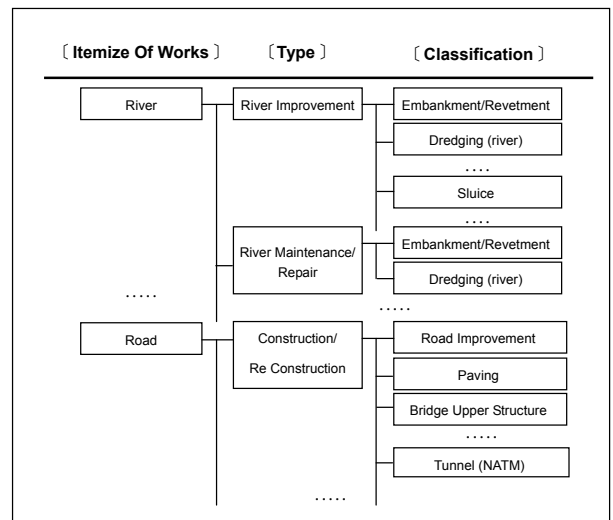 〔 Itemize Of Works 〕 〔 Type 〕 〔 Classification 〕
River River Improvement Embankment/Revetment
Dredging (river)
....
Sluice
....
River Maintenance/ Embankment/Revetment
Repair
Dredging (river)
.....
.....
Road Construction/ Road Improvement
Re Construction
Paving
Bridge Upper Structure
.....
Tunnel (NATM)
.....